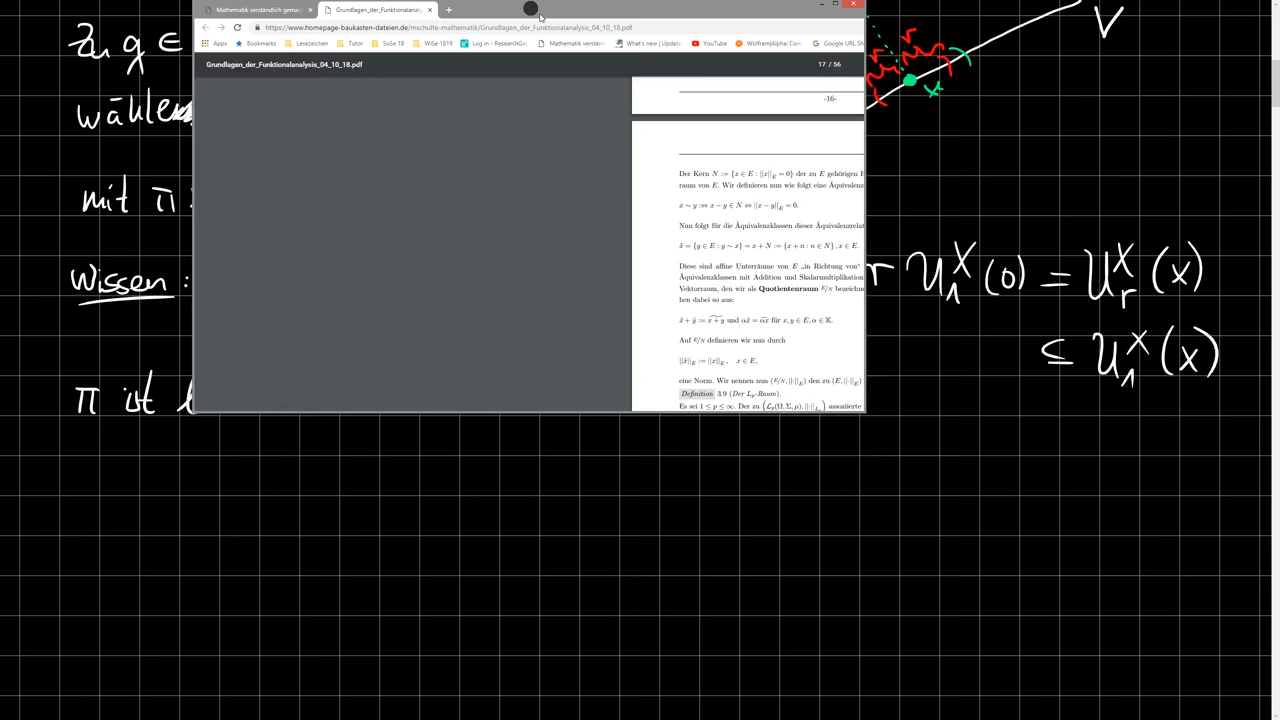 Zu q ∈
wählen
mit π :
Wissen :
π ist
Mathematik verständlich gemac
Grundlagen der Funktionalanaly
https://www.homepage-baukasten-dateien.de/mschulte-mathematik/Grundlagen_der_Funktionalanalysis_04_10_18.pdf
Apps Bookmarks Lesezeichen Tutor SoSe 18 WiSe 1819 Log in - ResearchGa Mathematik verstän What's new | Update YouTube Wolfram|Alpha: Com Google URL Sh
Grundlagen_der_Funktionalanalysis_04_10_18.pdf 17 / 56
-16-
Der Kern N := {x ∈ E : ||x||_E = 0} der zu E gehörigen
raum von E. Wir definieren nun wie folgt eine Äquivalenz
x ∼ y :⇔ x − y ∈ N ⇔ ||x − y||_E = 0.
Nun folgt für die Äquivalenzklassen dieser Äquivalenzrelat
x̃ = {y ∈ E : y ∼ x} = x + N := {x + n : n ∈ N}, x ∈ E.
Diese sind affine Unterräume von E „in Richtung von“
Äquivalenzklassen mit Addition und Skalarmultiplikation
Vektorraum, den wir als Quotientenraum E/N bezeichne
hen dabei so aus:
x̃ + ỹ := x͠+y und αx̃ = α͠x für x, y ∈ E, α ∈ 𝕂.
Auf E/N definieren wir nun durch
||x̃||_E := ||x||_E, x ∈ E,
eine Norm. Wir nennen nun (E/N, ||·||_E) den zu (E, ||·||_E)
Definition 3.9 (Der L_p-Raum).
Es sei 1 ≤ p ≤ ∞. Der zu (ℒ_p(Ω, Σ, μ), ||·||_{L_p}) assoziierte
r r V
x
r U_1^X(0) = U_r^X(x)
⊆ U_1^X(x)